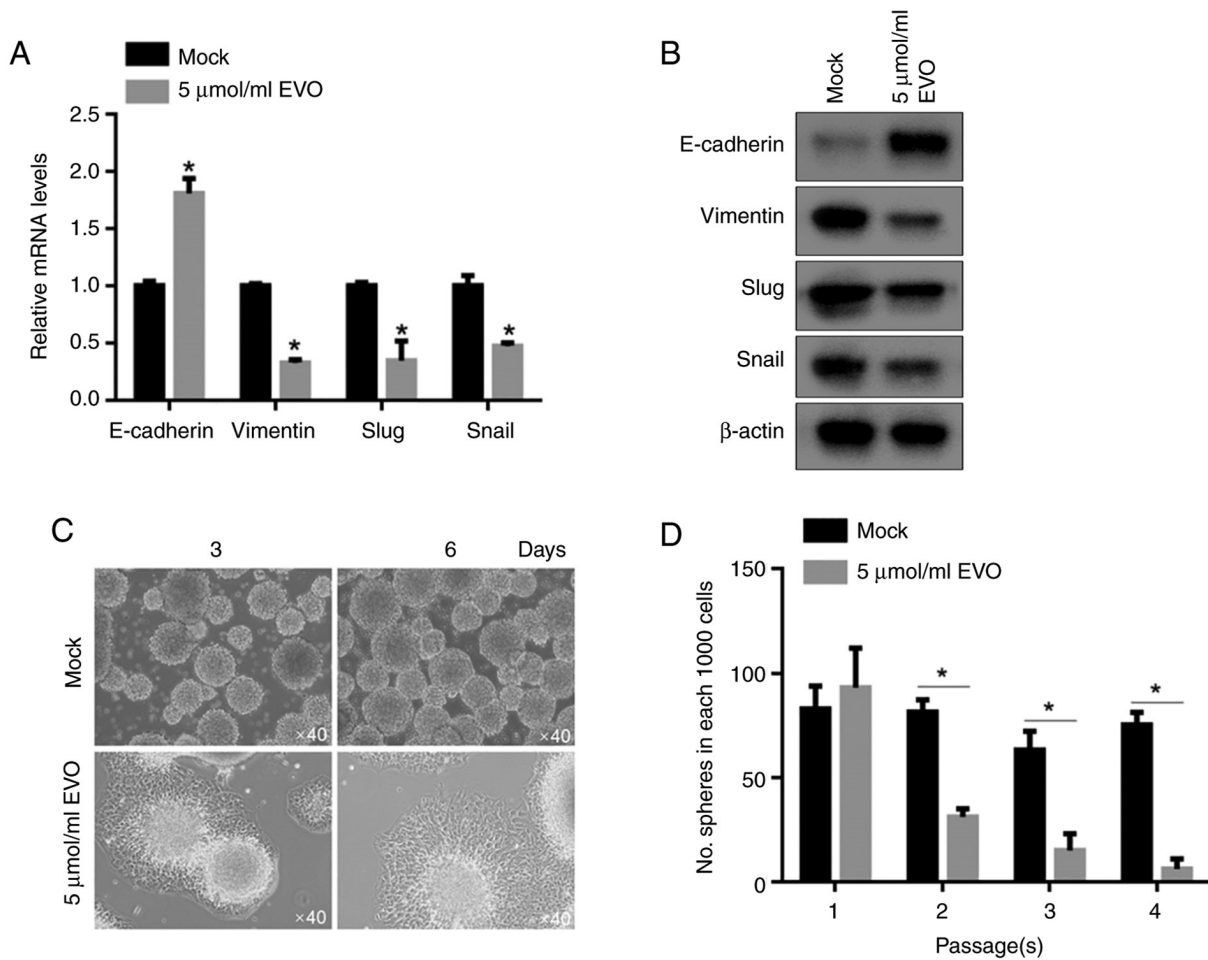 A
Mock
5 μmol/ml EVO
Relative mRNA levels
2.5
2.0
1.5
1.0
0.5
0.0
*
*
*
*
E-cadherin Vimentin Slug Snail
B
Mock
5 μmol/ml
EVO
E-cadherin
Vimentin
Slug
Snail
β-actin
C
3 6 Days
Mock
×40 ×40
5 μmol/ml EVO
×40 ×40
D
Mock
5 μmol/ml EVO
No. spheres in each 1000 cells
150
100
50
0
*
*
*
1 2 3 4
Passage(s)